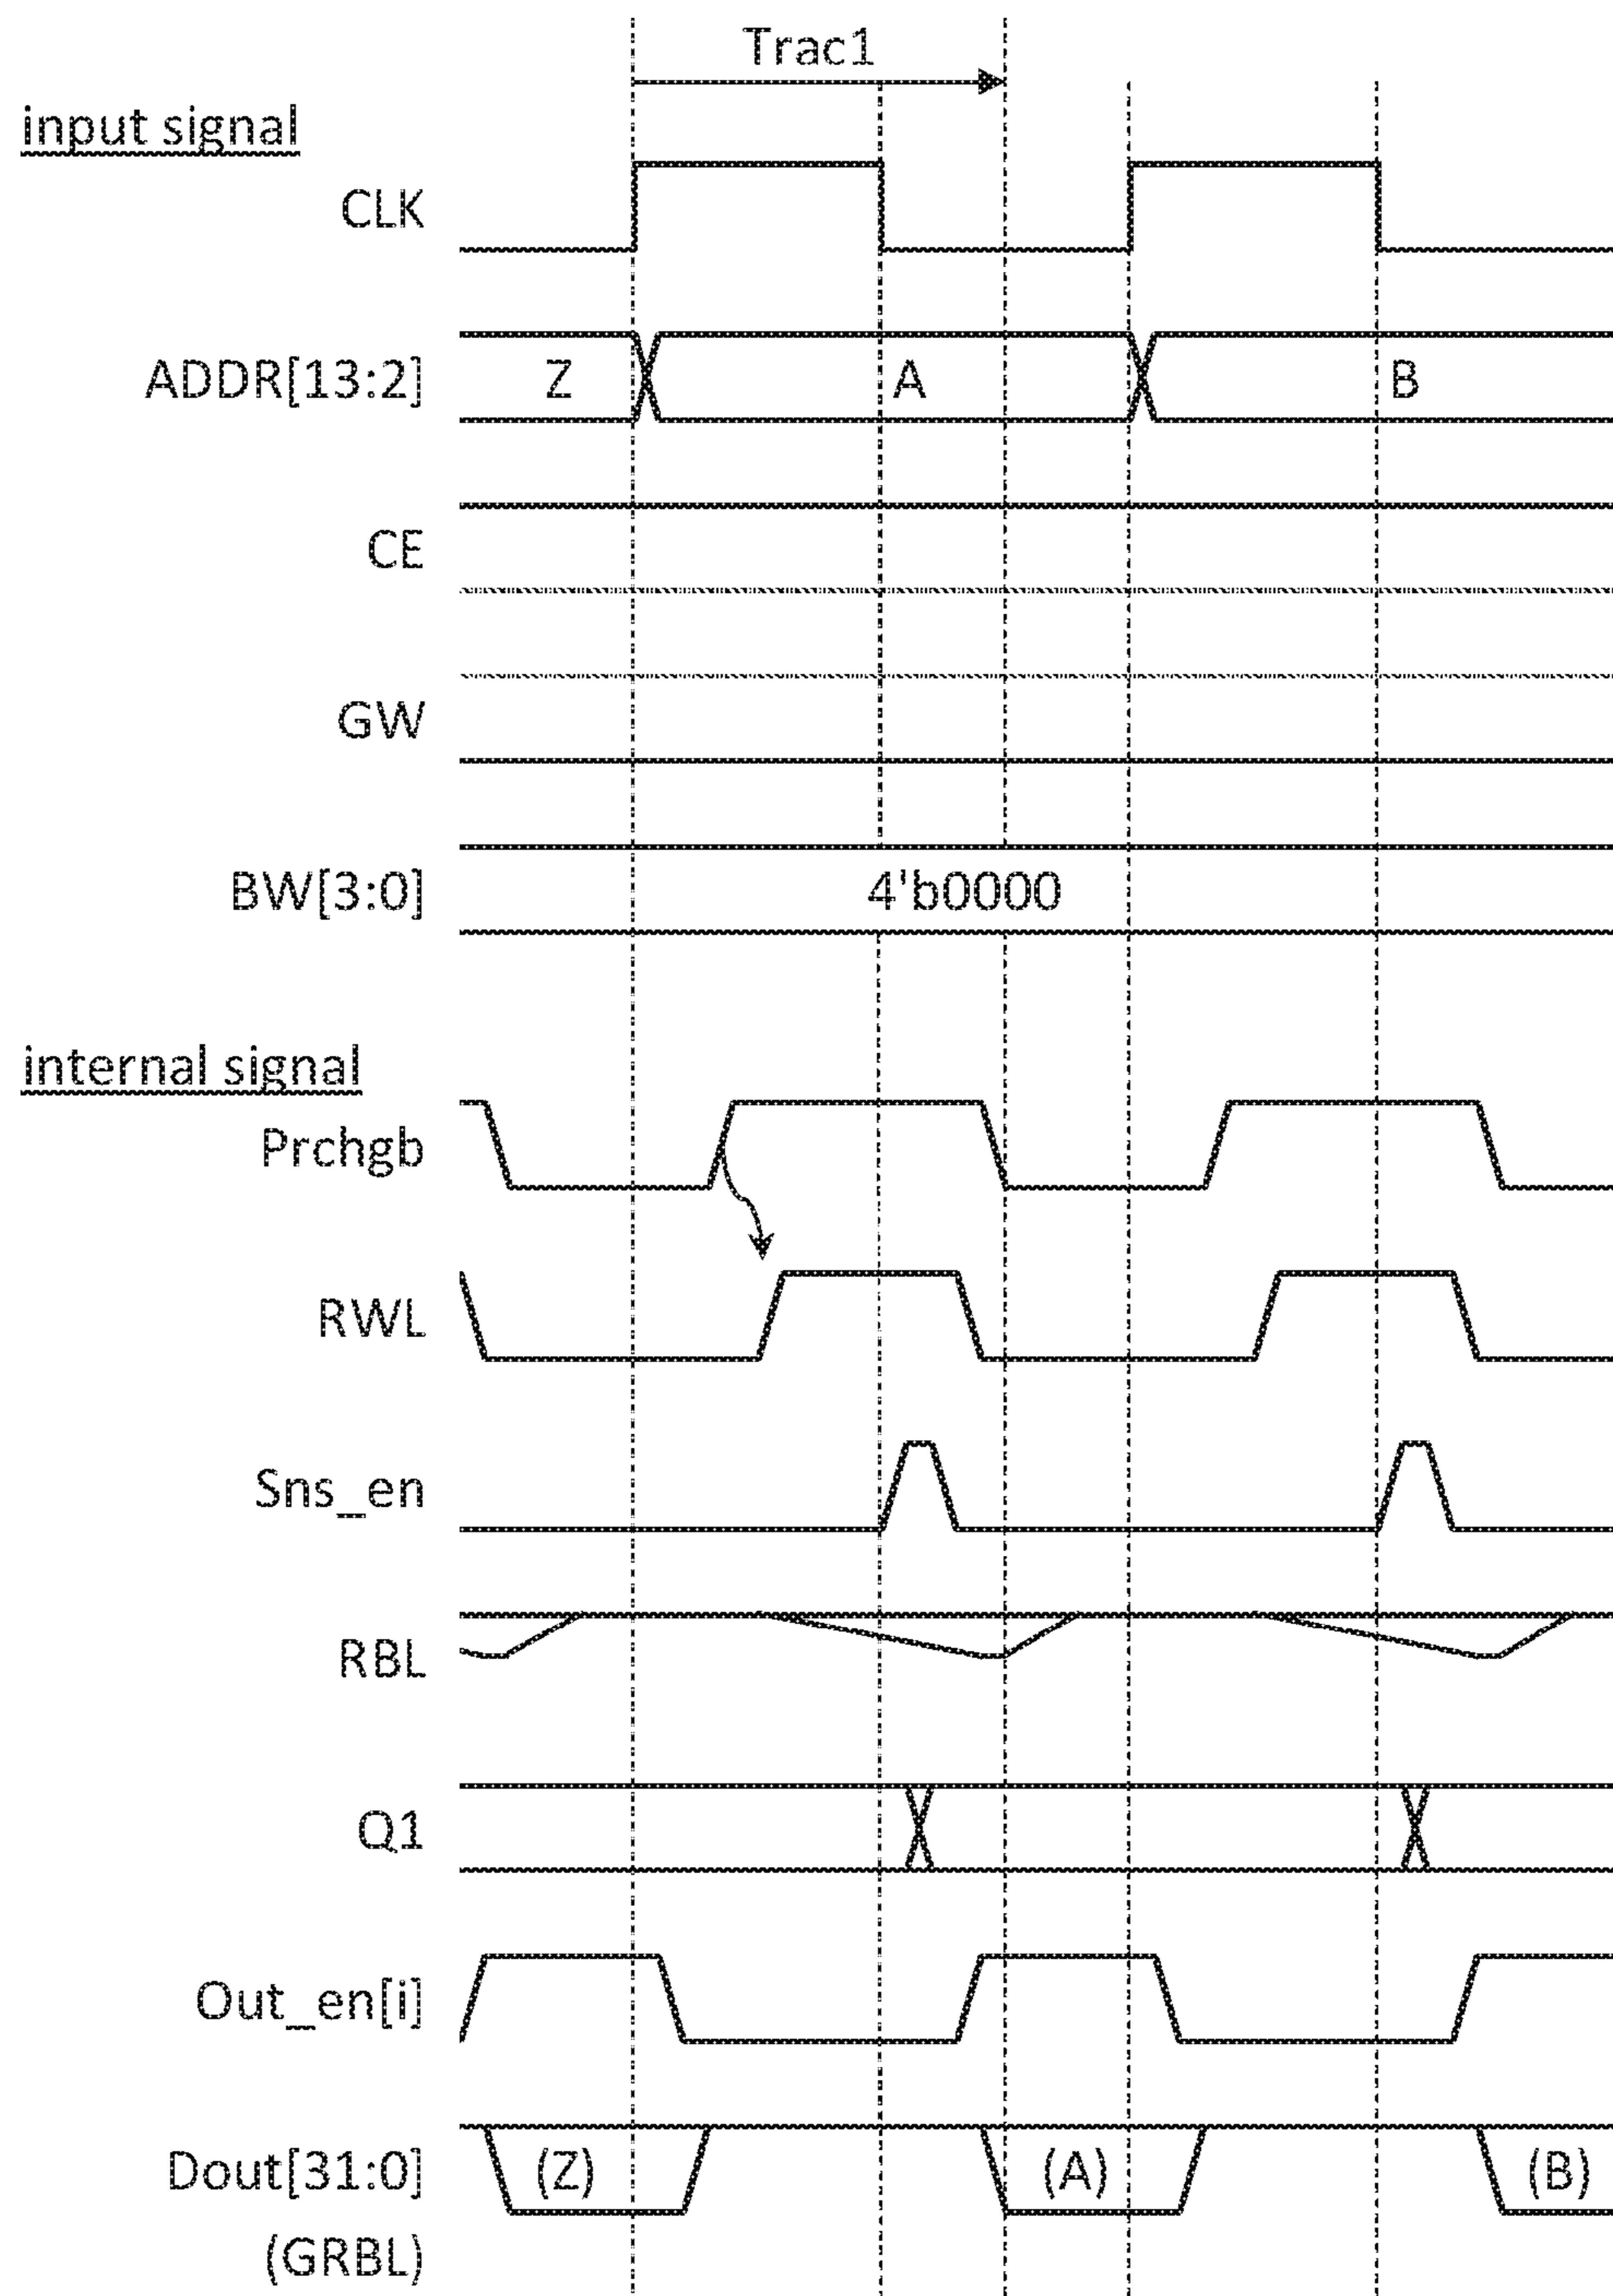 Trac1
input signal
CLK
ADDR[13:2] Z A B
CE
GW
BW[3:0] 4'b0000
internal signal
Prchgb
RWL
Sns_en
RBL
Q1
Out_en[i]
Dout[31:0] (Z) (A) (B)
(GRBL)